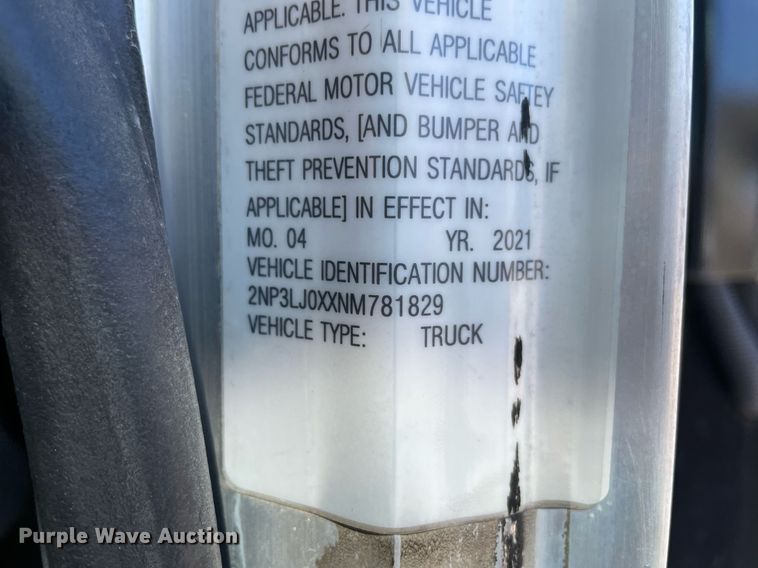 APPLICABLE. THIS VEHICLE
CONFORMS TO ALL APPLICABLE
FEDERAL MOTOR VEHICLE SAFTEY
STANDARDS, [AND BUMPER AND
THEFT PREVENTION STANDARDS, IF
APPLICABLE] IN EFFECT IN:
MO. 04 YR. 2021
VEHICLE IDENTIFICATION NUMBER:
2NP3LJ0XXNM781829
VEHICLE TYPE: TRUCK
Purple Wave Auction®